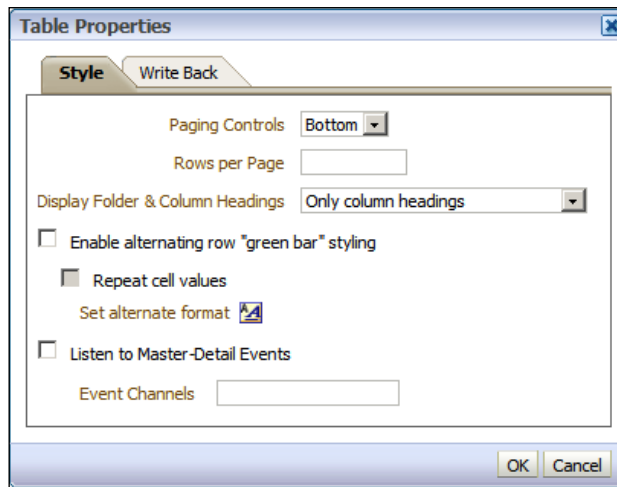 Table Properties
Style Write Back
Paging Controls Bottom
Rows per Page
Display Folder & Column Headings Only column headings
Enable alternating row "green bar" styling
Repeat cell values
Set alternate format
Listen to Master-Detail Events
Event Channels
OK Cancel